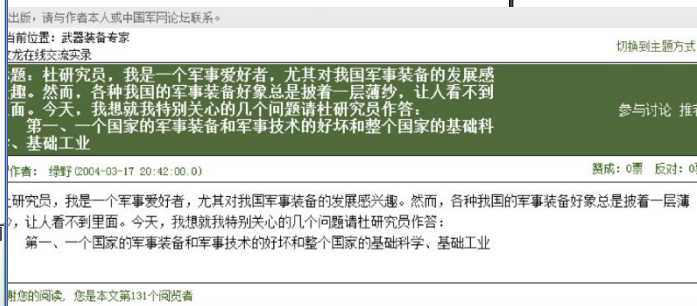 出版，请与作者本人或中国军网论坛联系。
当前位置：武器装备专家
文龙在线交流实录
切换到主题方式
题：杜研究员，我是一个军事爱好者，尤其对我国军事装备的发展感
趣。然而，各种我国的军事装备好象总是披着一层薄纱，让人看不到
面。今天，我想就我特别关心的几个问题请杜研究员作答：
第一、一个国家的军事装备和军事技术的好坏和整个国家的基础科
、基础工业
参与讨论 推荐
作者： 绿野(2004-03-17 20:42:00.0)
赞成：0票 反对：0
研究员，我是一个军事爱好者，尤其对我国军事装备的发展感兴趣。然而，各种我国的军事装备好象总是披着一层薄
，让人看不到里面。今天，我想就我特别关心的几个问题请杜研究员作答：
第一、一个国家的军事装备和军事技术的好坏和整个国家的基础科学、基础工业
谢您的阅读，您是本文第131个阅览者